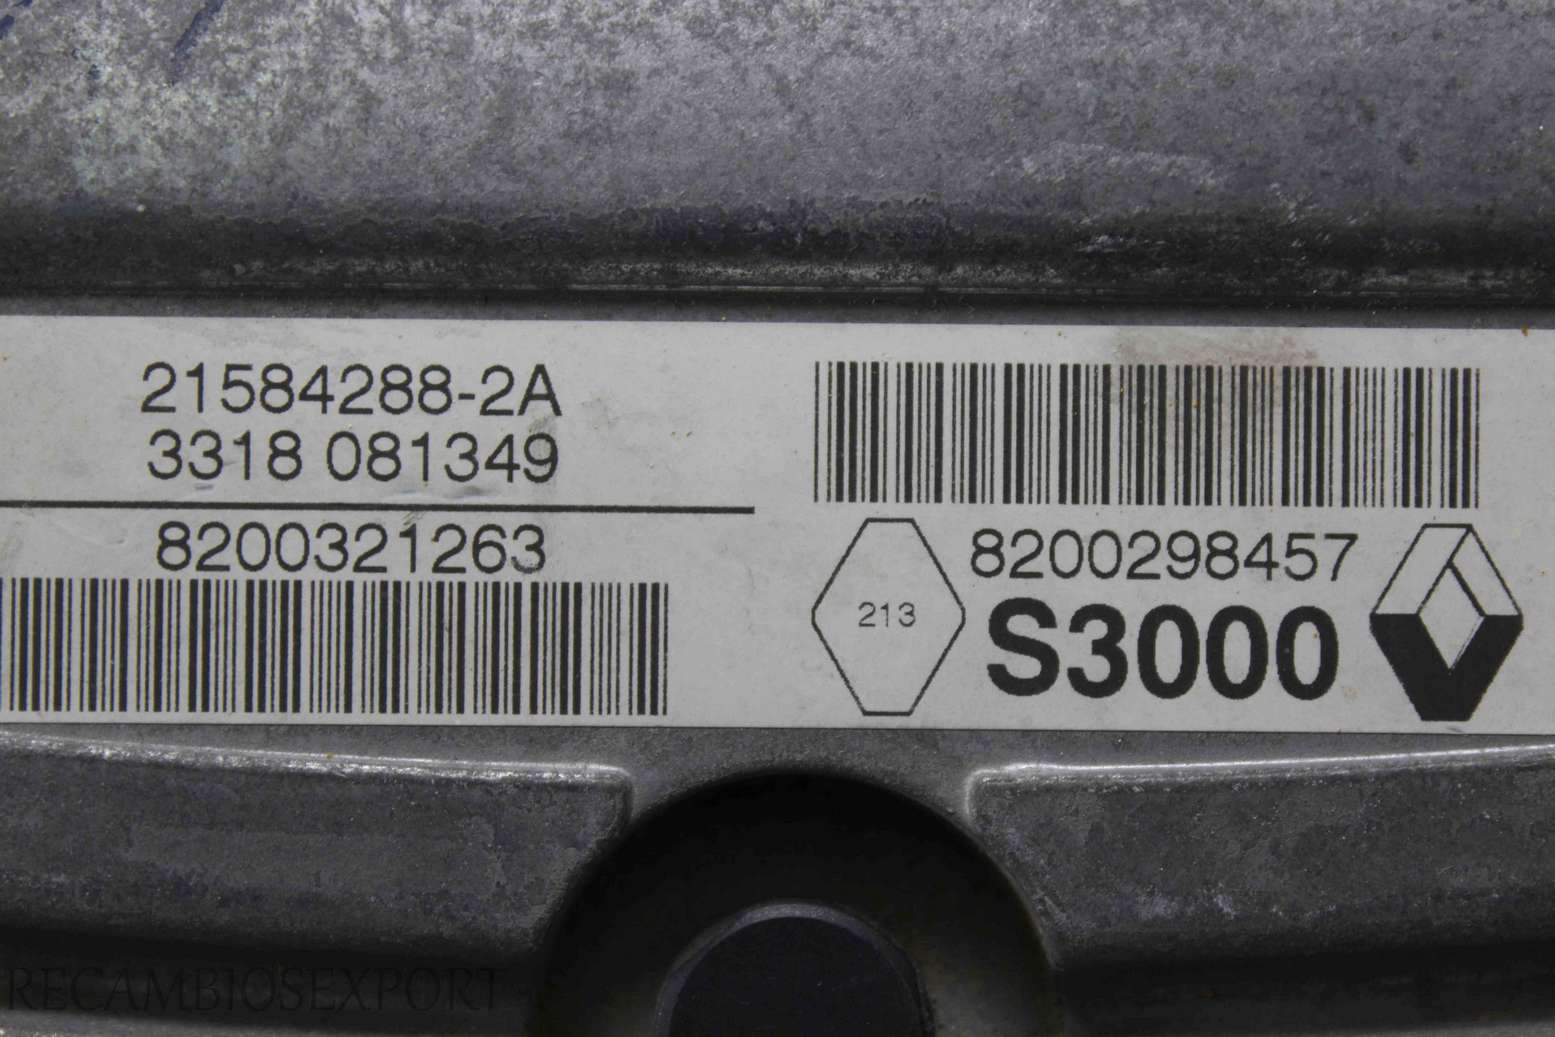 21584288-2A
3318 081349
8200321263
8200298457
213
S3000
RECAMBIOSEXPORT